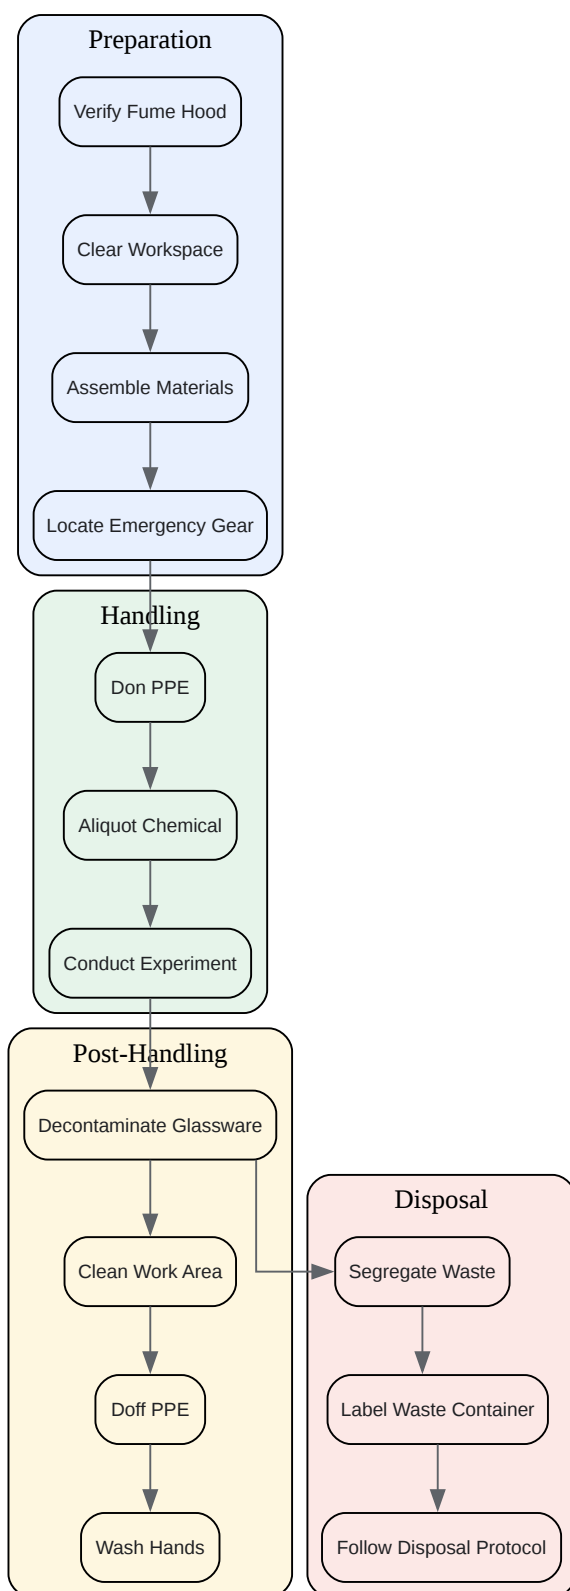 Preparation
Verify Fume Hood
Clear Workspace
Assemble Materials
Locate Emergency Gear
Handling
Don PPE
Aliquot Chemical
Conduct Experiment
Post-Handling
Decontaminate Glassware
Clean Work Area
Doff PPE
Wash Hands
Disposal
Segregate Waste
Label Waste Container
Follow Disposal Protocol